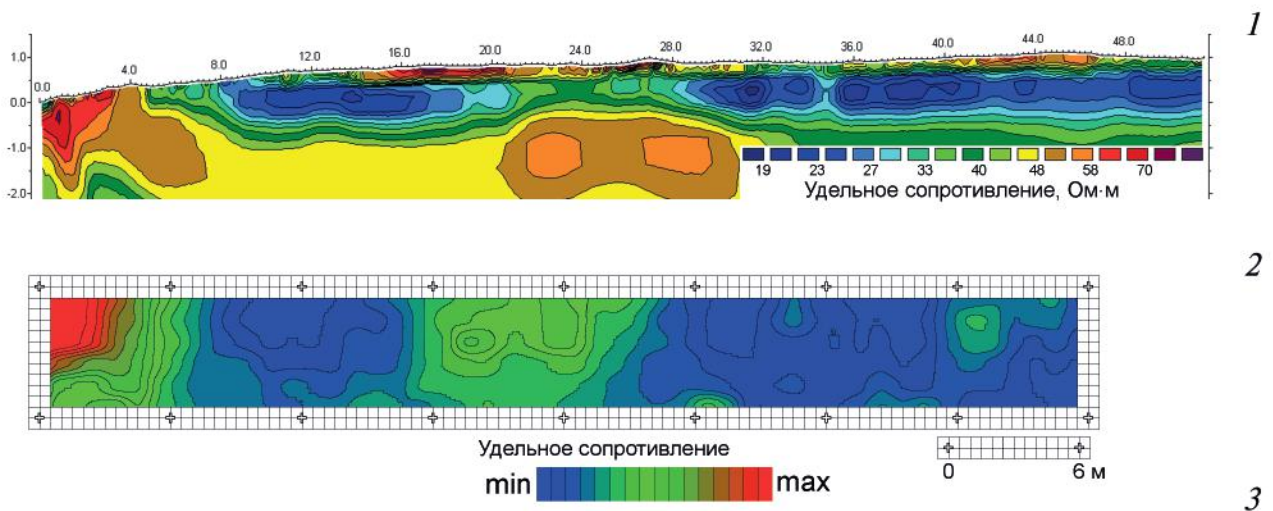 1
1.0
0.0
-1.0
-2.0
0.0 4.0 8.0 12.0 16.0 20.0 24.0 28.0 32.0 36.0 40.0 44.0 48.0
19 23 27 33 40 48 58 70
Удельное сопротивление, Ом·м
2
Удельное сопротивление
min max
0 6 м
3